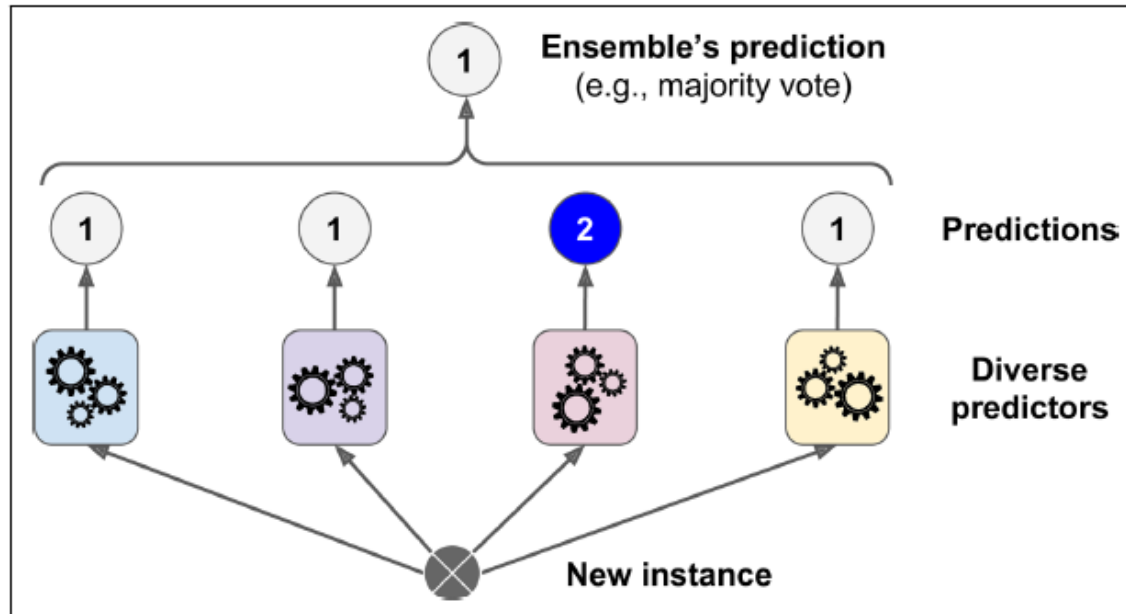 1
Ensemble's prediction
(e.g., majority vote)
1 1 2 1
Predictions
Diverse
predictors
New instance